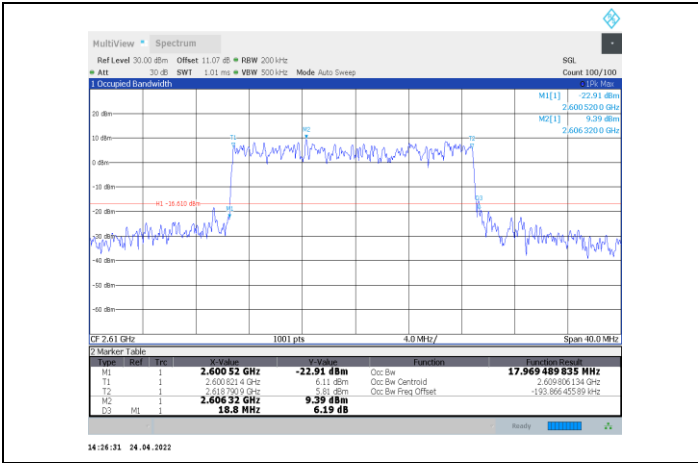 MultiView Spectrum
Ref Level 30.00 dBm Offset 11.07 dB RBW 200 kHz SGL
Att 30 dB SWT 1.01 ms VBW 500 kHz Mode Auto Sweep Count 100/100
1 Occupied Bandwidth 1Pk Max
M1[1] -22.91 dBm
2.6005200 GHz
M2[1] 9.39 dBm
2.6063200 GHz
20 dBm
10 dBm
0 dBm
-10 dBm
-20 dBm
-30 dBm
-40 dBm
-50 dBm
-60 dBm
T1
M2
T2
H1 -16.610 dBm
M1
D3
CF 2.61 GHz 1001 pts 4.0 MHz/ Span 40.0 MHz
2 Marker Table
Type Ref Trc X-Value Y-Value Function Function Result
M1 1 2.600 52 GHz -22.91 dBm Occ Bw 17.969 489 835 MHz
T1 1 2.600 821 4 GHz 6.11 dBm Occ Bw Centroid 2.609 806 134 GHz
T2 1 2.618 790 9 GHz 5.81 dBm Occ Bw Freq Offset -193.866 455 89 kHz
M2 1 2.606 32 GHz 9.39 dBm
D3 M1 1 18.8 MHz 6.19 dB
Ready
14:26:31 24.04.2022